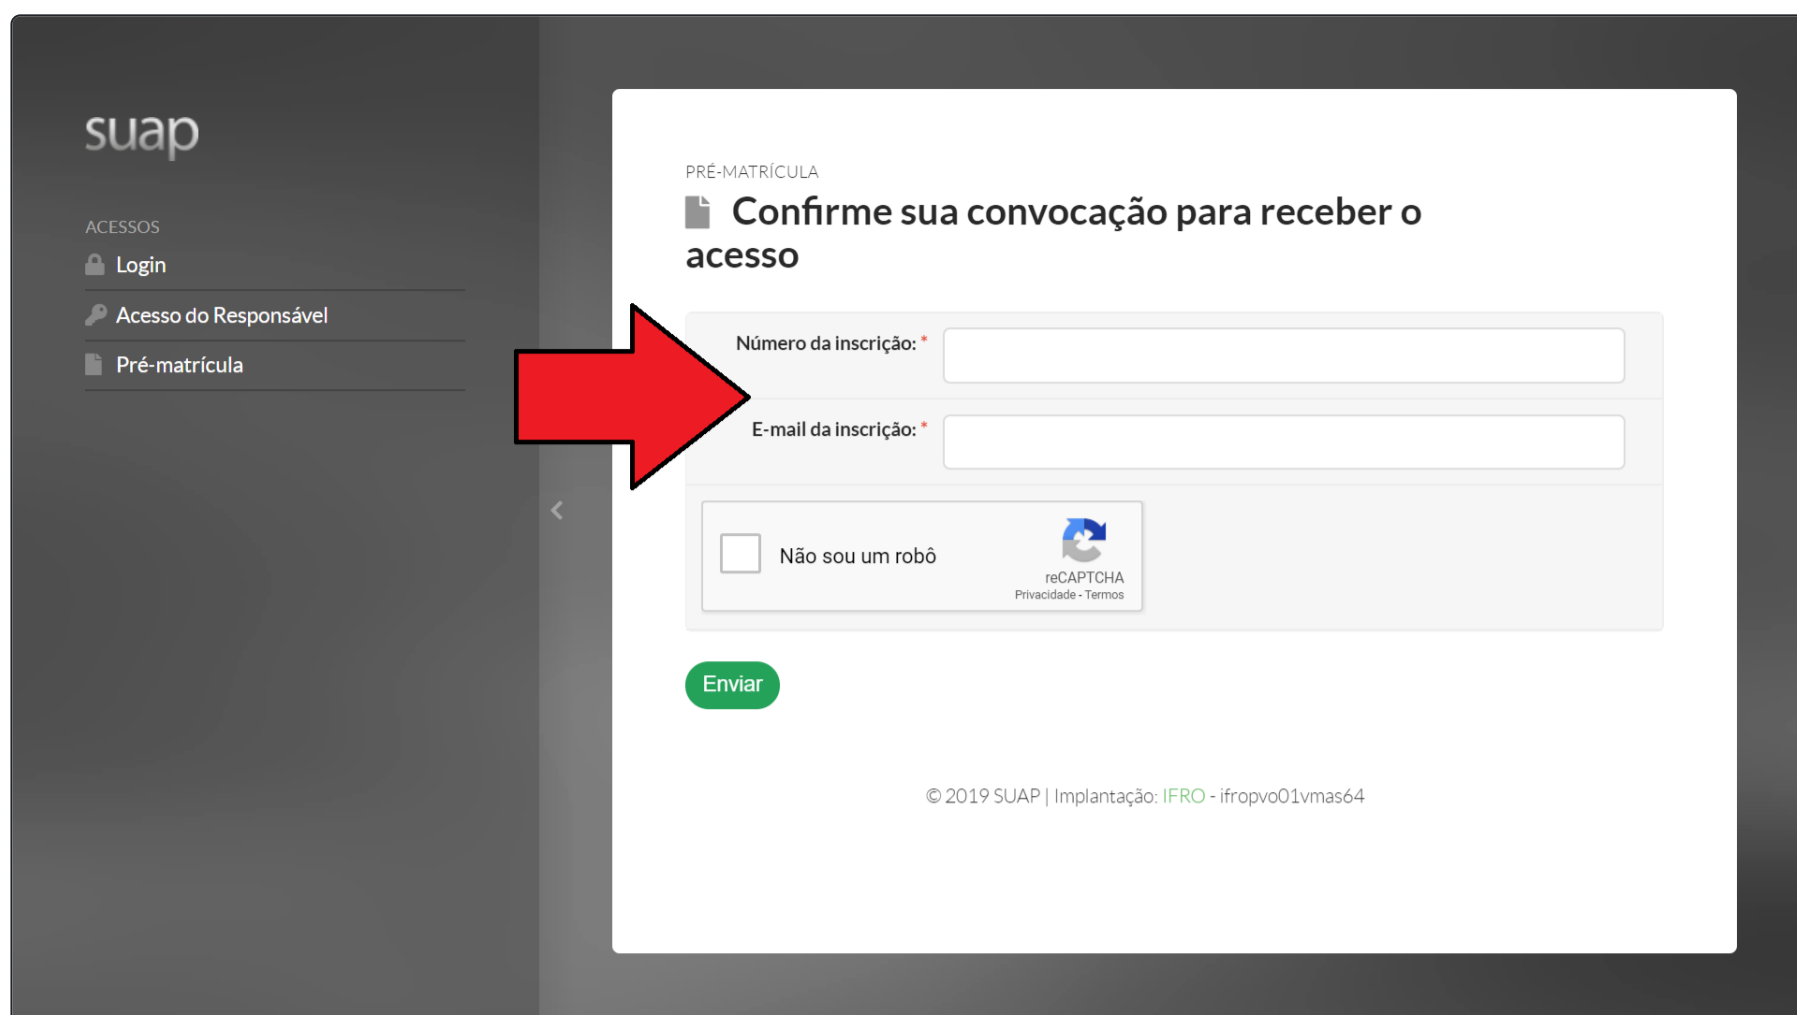 suap
ACESSOS
Login
Acesso do Responsável
Pré-matrícula
PRÉ-MATRÍCULA
Confirme sua convocação para receber o
acesso
Número da inscrição: *
E-mail da inscrição: *
Não sou um robô
reCAPTCHA
Privacidade - Termos
Enviar
© 2019 SUAP | Implantação: IFRO - ifropvo01vmas64